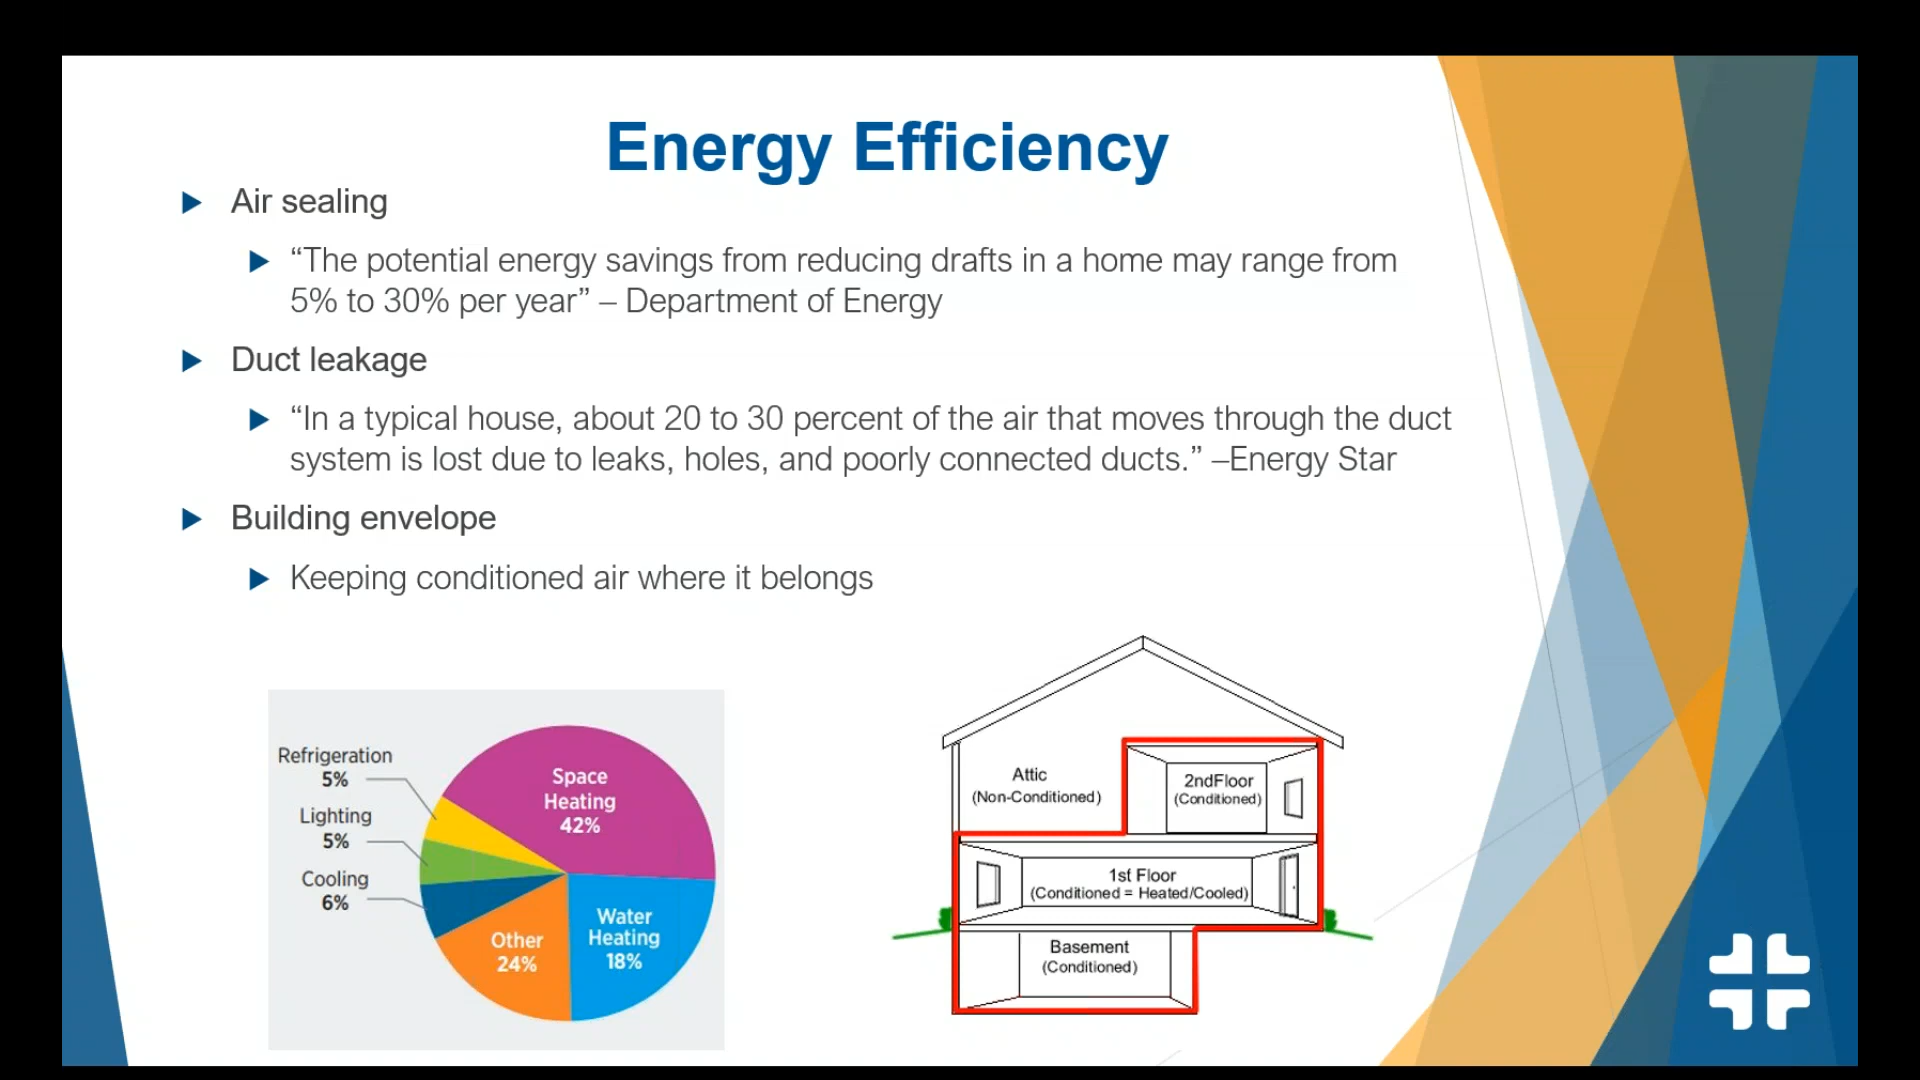 Energy Efficiency
Air sealing
“The potential energy savings from reducing drafts in a home may range from
5% to 30% per year” – Department of Energy
Duct leakage
“In a typical house, about 20 to 30 percent of the air that moves through the duct
system is lost due to leaks, holes, and poorly connected ducts.” –Energy Star
Building envelope
Keeping conditioned air where it belongs
Refrigeration
5%
Lighting
5%
Cooling
6%
Space
Heating
42%
Water
Heating
18%
Other
24%
Attic
(Non-Conditioned)
2ndFloor
(Conditioned)
1st Floor
(Conditioned = Heated/Cooled)
Basement
(Conditioned)